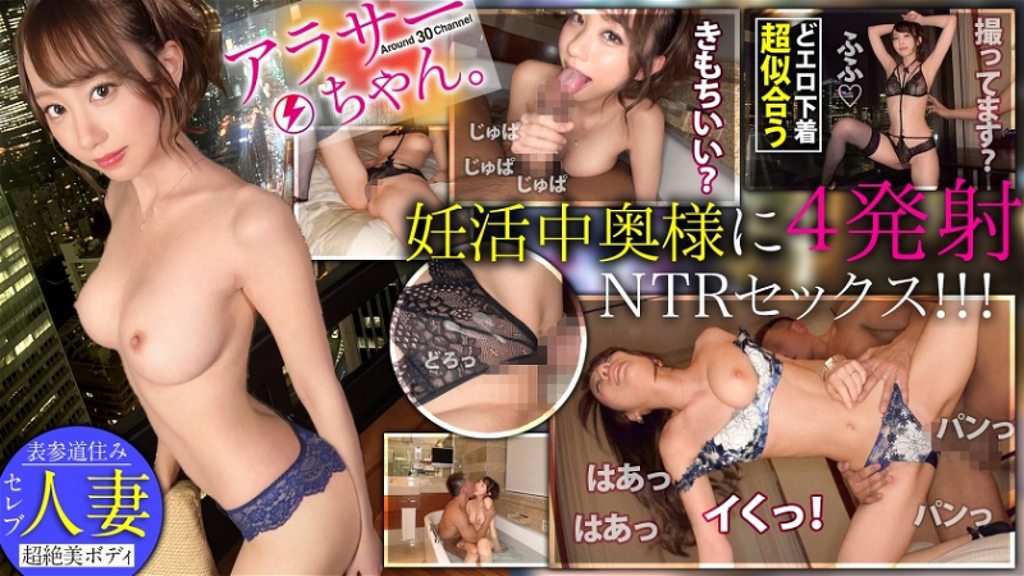 アラサー
Around 30 Channel
ちゃん。
きもちいい?
じゅぱ
じゅぱ
じゅぱ
どエロ下着
超似合う
ふふ♡
撮ってます?
妊活中奥様に4発射
NTRセックス!!!
どろっ
はあっ
はあっ
イくっ!
パンっ
パンっ
表参道住み
セレブ
人妻
超絶美ボディ